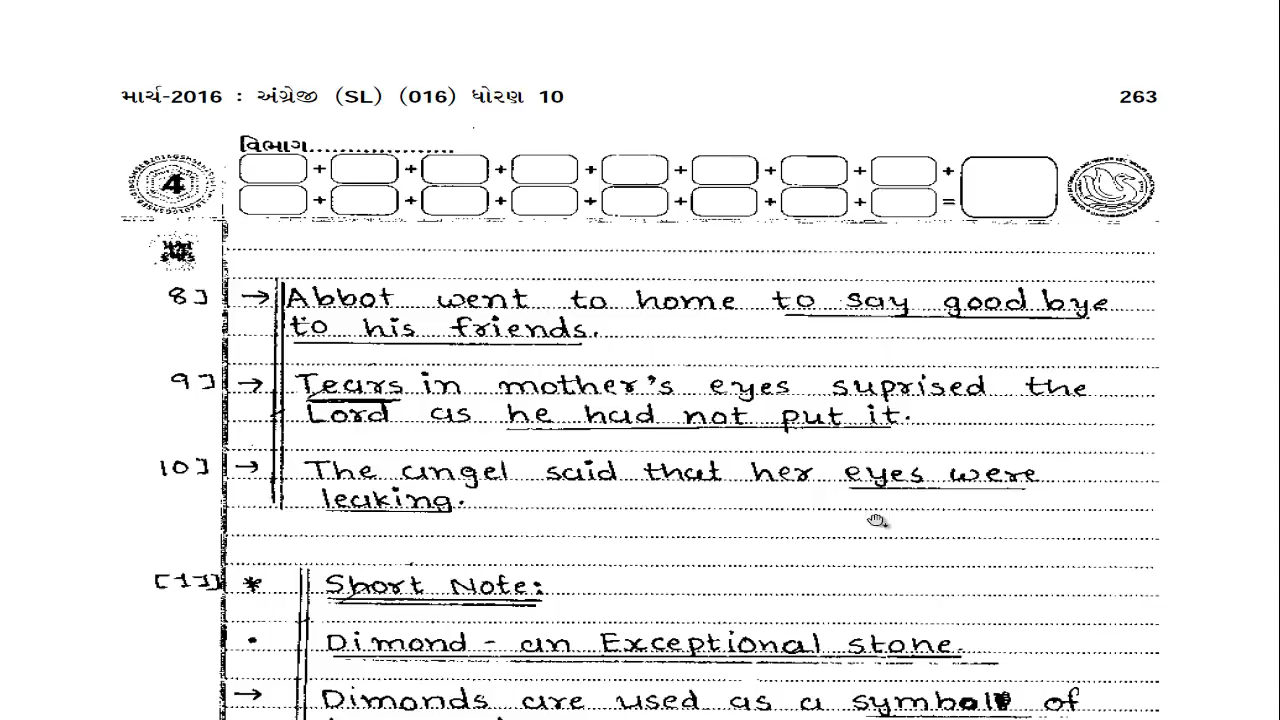 માર્ચ-2016 : અંગ્રેજી (SL) (016) ધોરણ 10 263
વિભાગ..................
+ + + + + + + +
4
+ + + + + + + =
8] → Abbot went to home to say good bye
to his friends.
9] → Tears in mother's eyes suprised the
Lord as he had not put it.
10] → The angel said that her eyes were
leaking.
[11] * Short Note:
• Dimond - an Exceptional stone.
→ Dimonds are used as a symbol of